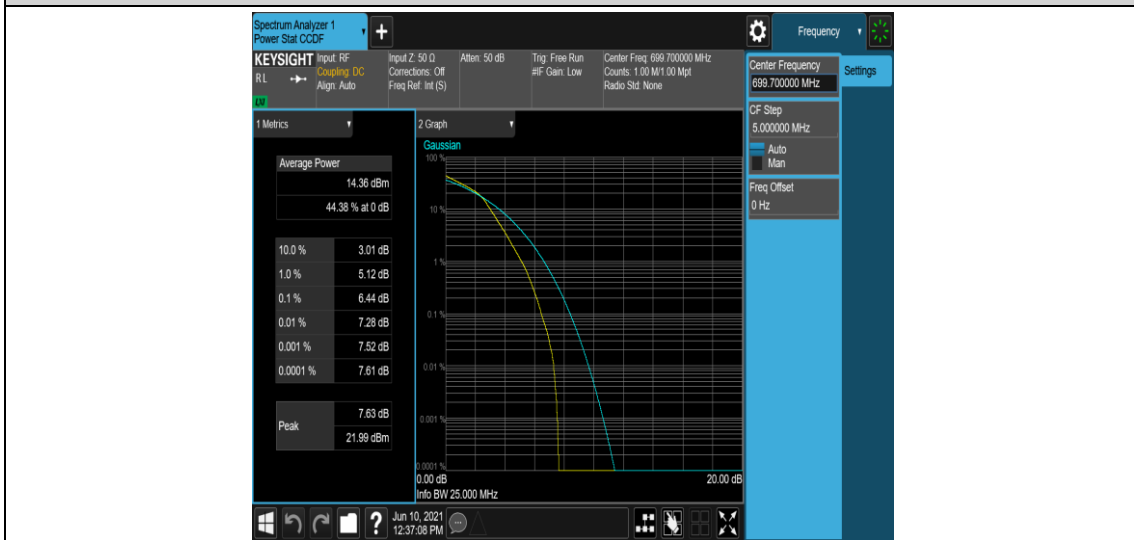 Spectrum Analyzer 1
Power Stat CCDF
+
Frequency
KEYSIGHT
RL
LXI
Input: RF
Coupling: DC
Align: Auto
Input Z: 50 Ω
Corrections: Off
Freq Ref: Int (S)
Atten: 50 dB
Trig: Free Run
#IF Gain: Low
Center Freq: 699.700000 MHz
Counts: 1.00 M/1.00 Mpt
Radio Std: None
Center Frequency
699.700000 MHz
Settings
CF Step
5.000000 MHz
Auto
Man
Freq Offset
0 Hz
1 Metrics
Average Power
14.36 dBm
44.38 % at 0 dB
10.0 % 3.01 dB
1.0 % 5.12 dB
0.1 % 6.44 dB
0.01 % 7.28 dB
0.001 % 7.52 dB
0.0001 % 7.61 dB
Peak
7.63 dB
21.99 dBm
2 Graph
Gaussian
100 %
10 %
1 %
0.1 %
0.01 %
0.001 %
0.0001 %
0.00 dB 20.00 dB
Info BW 25.000 MHz
?
Jun 10, 2021
12:37:08 PM